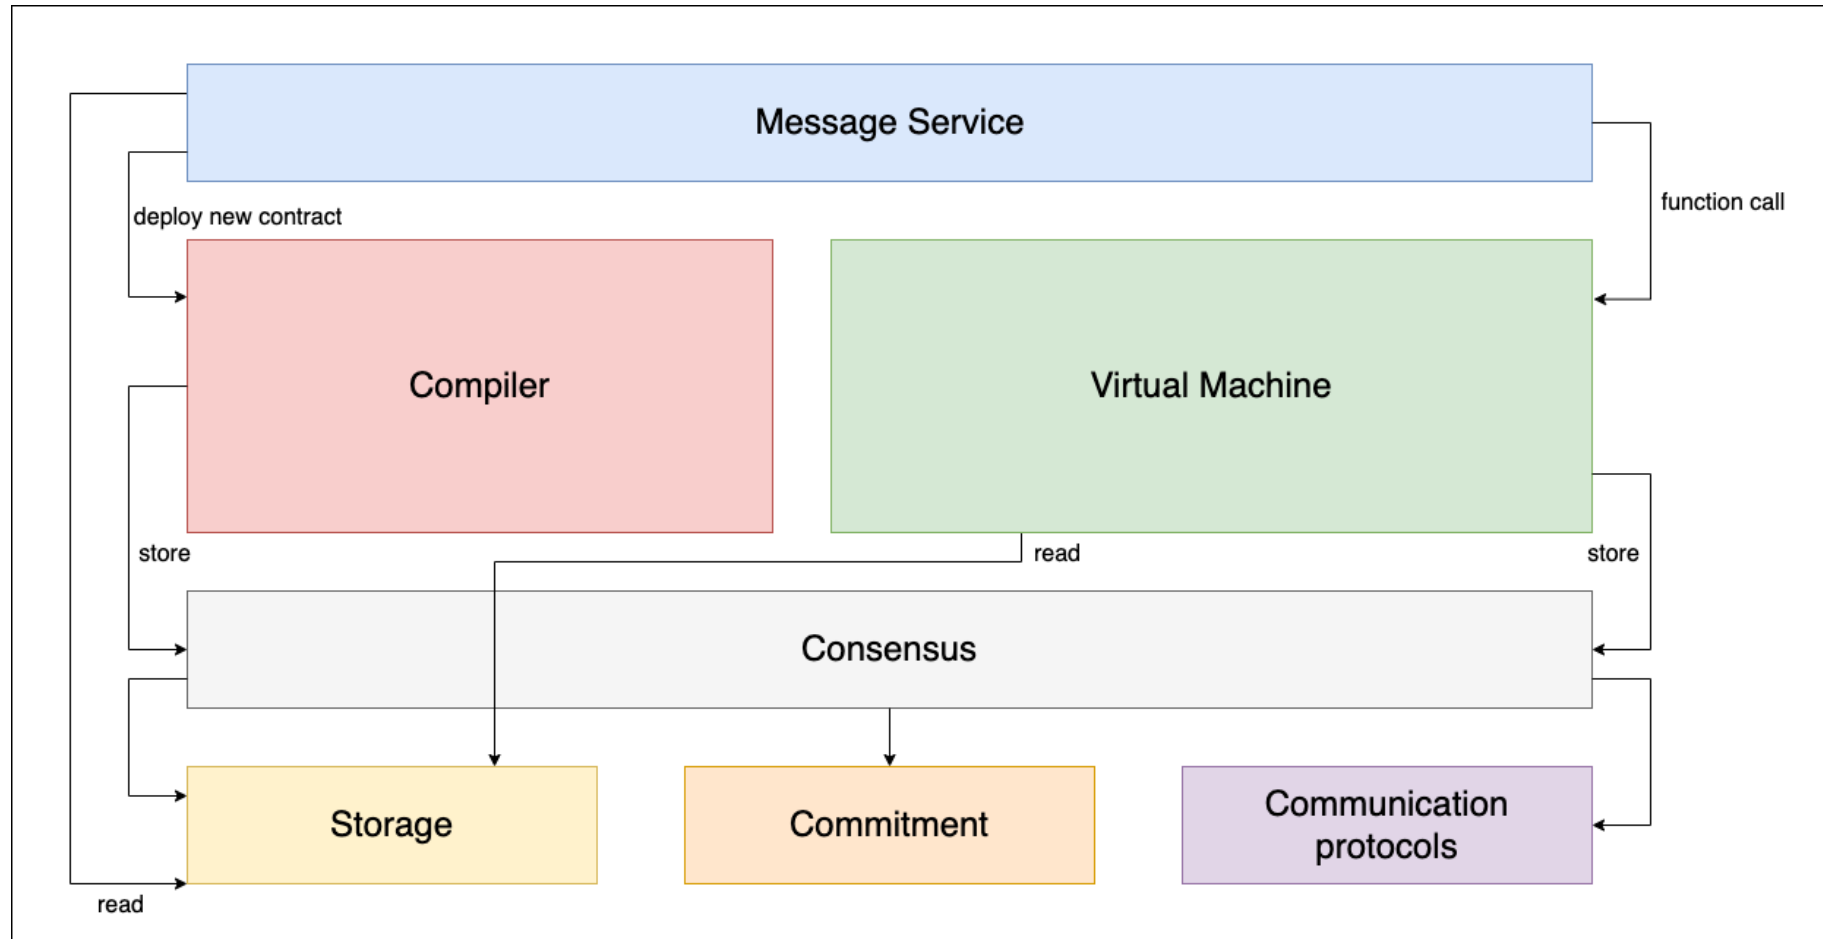 Message Service
function call
deploy new contract
Compiler
Virtual Machine
store
read
store
Consensus
Storage
Commitment
Communication
protocols
read